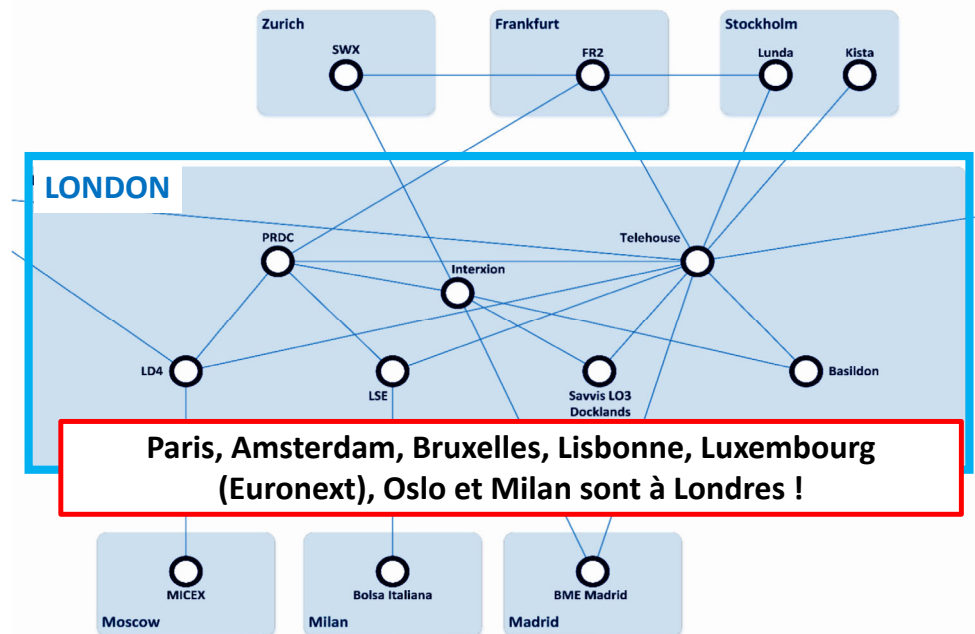 Zurich
Frankfurt
Stockholm
SWX
FR2
Lunda
Kista
LONDON
PRDC
Telehouse
Interxion
LD4
LSE
Savvis LO3
Docklands
Basildon
Paris, Amsterdam, Bruxelles, Lisbonne, Luxembourg
(Euronext), Oslo et Milan sont à Londres !
MICEX
Bolsa Italiana
BME Madrid
Moscow
Milan
Madrid